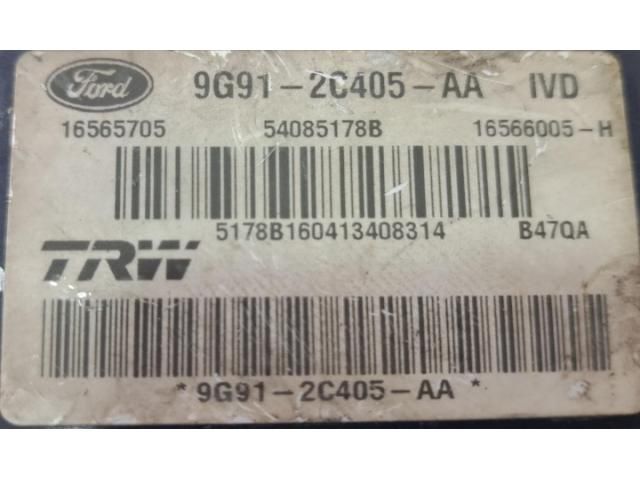 Ford 9G91-2C405-AA IVD
16565705 54085178B 16566005-H
5178B160413408314 B47QA
TRW
*9G91-2C405-AA*